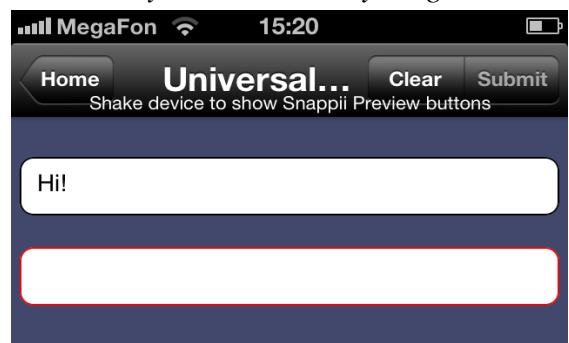 MegaFon 15:20
Home Universal... Clear Submit
Shake device to show Snappii Preview buttons
Hi!